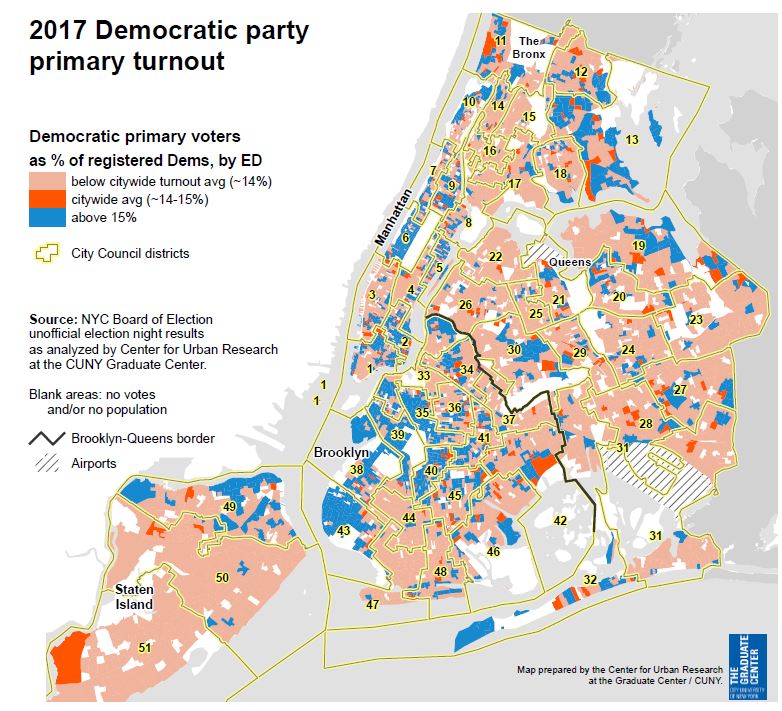 2017 Democratic party
primary turnout
Democratic primary voters
as % of registered Dems, by ED
below citywide turnout avg (~14%)
citywide avg (~14-15%)
above 15%
City Council districts
Source: NYC Board of Election
unofficial election night results
as analyzed by Center for Urban Research
at the CUNY Graduate Center.
Blank areas: no votes
and/or no population
Brooklyn-Queens border
Airports
11
The
Bronx
12
10
14
15
13
16
7
9
17
18
Manhattan
8
6
19
22
Queens
5
3
4
26
21
20
25
23
2
30
29
24
1
33
34
27
1
1
35
36
37
28
39
41
31
Brooklyn
38
40
45
49
43
44
42
46
31
50
48
32
Staten
Island
47
51
Map prepared by the Center for Urban Research
at the Graduate Center / CUNY.
THE
GRADUATE
CENTER
CITY UNIVERSITY
OF NEW YORK